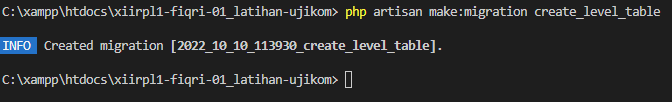 C:\xampp\htdocs\xiirpl1-fiqri-01_latihan-ujikom> php artisan make:migration create_level_table
INFO Created migration [2022_10_10_113930_create_level_table].
C:\xampp\htdocs\xiirpl1-fiqri-01_latihan-ujikom>